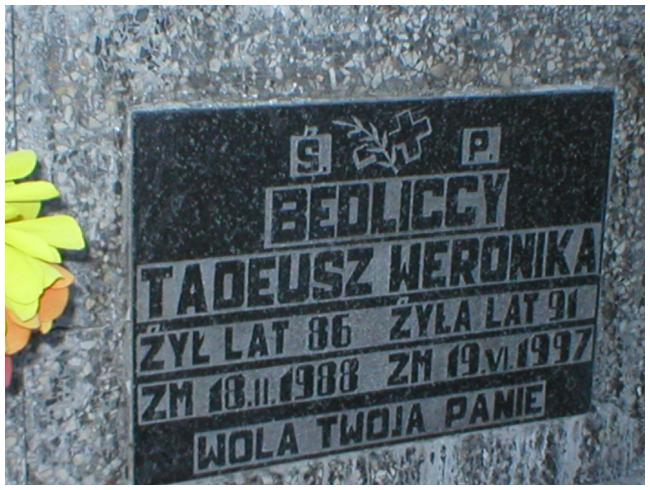 Ś. P.
BEDLICCY
TADEUSZ WERONIKA
ŻYŁ LAT 86 ŻYŁA LAT 91
ZM 18.II.1988 ZM 19.VI.1997
WOLA TWOJA PANIE